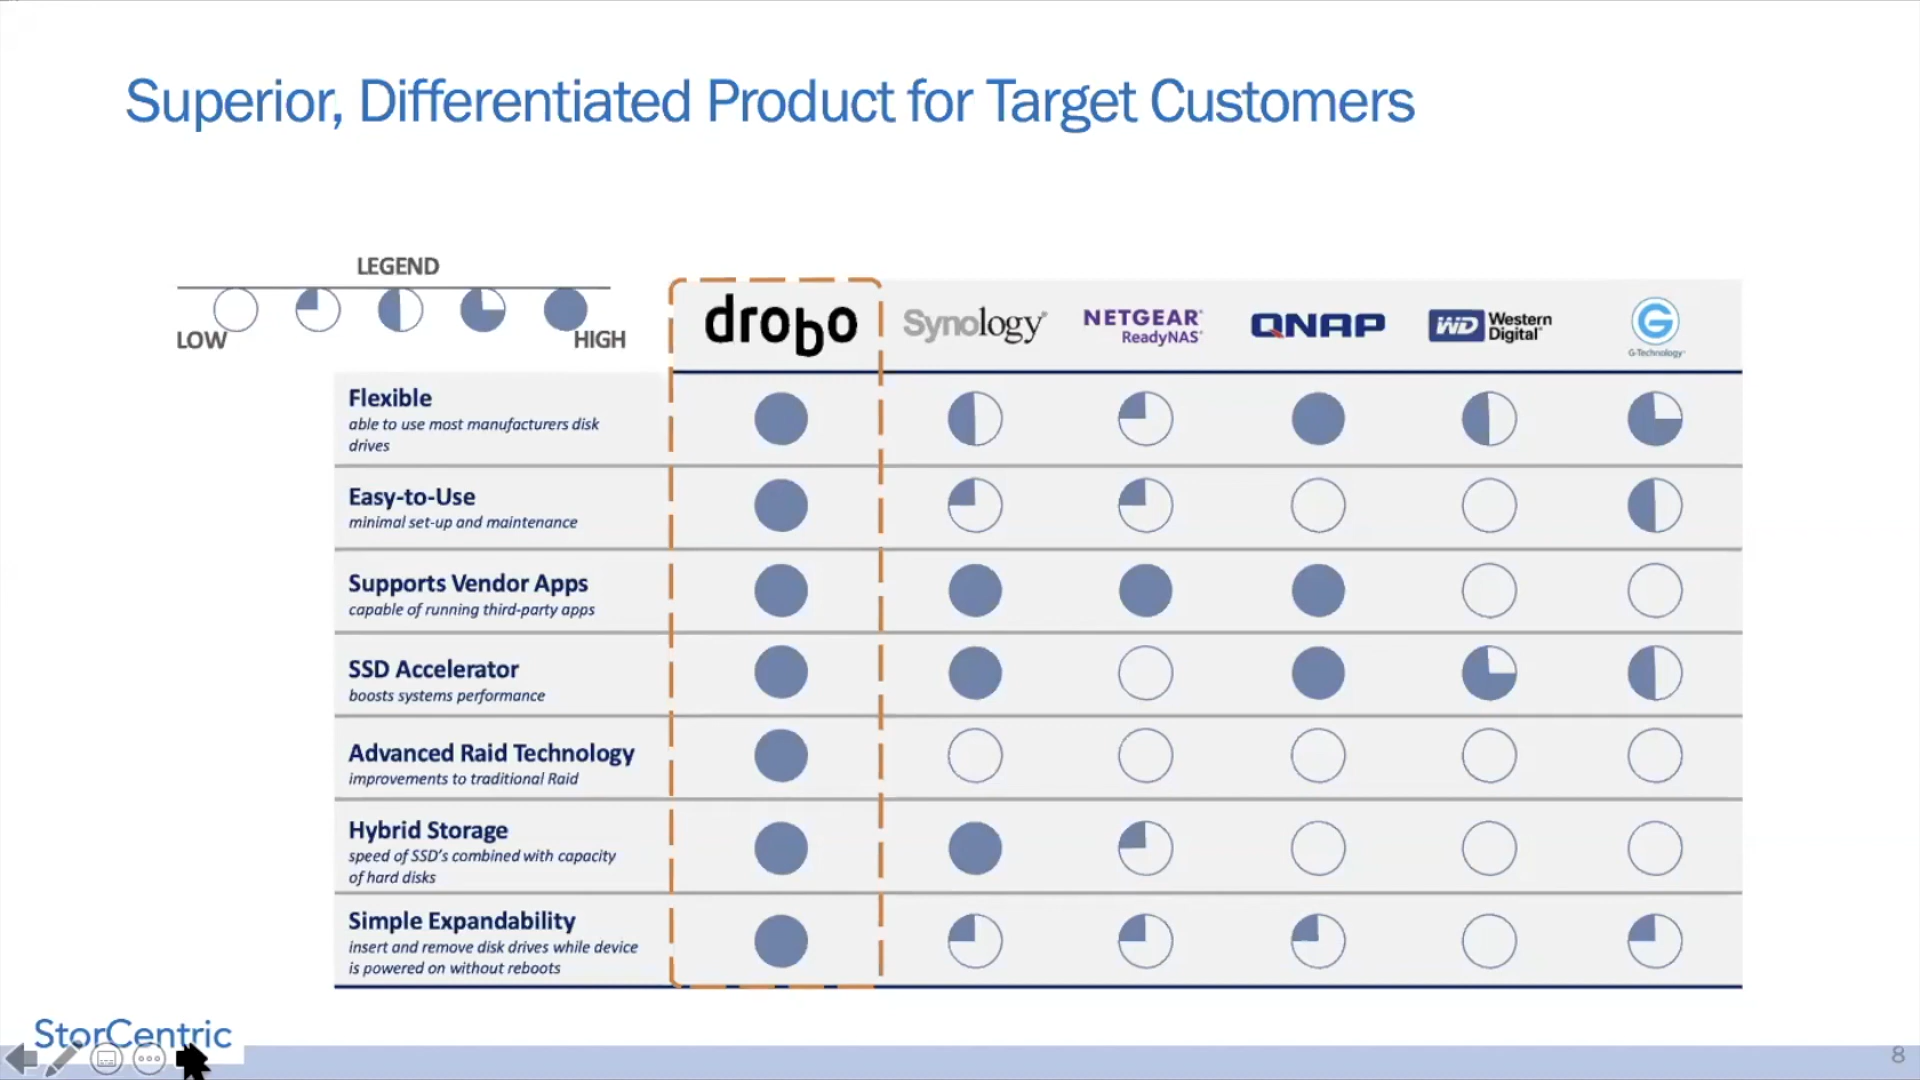 Superior, Differentiated Product for Target Customers
LEGEND
LOW
HIGH
drobo
Synology
NETGEAR
ReadyNAS
QNAP
WD
Western
Digital
G
G-Technology
Flexible
able to use most manufacturers disk
drives
Easy-to-Use
minimal set-up and maintenance
Supports Vendor Apps
capable of running third-party apps
SSD Accelerator
boosts systems performance
Advanced Raid Technology
improvements to traditional Raid
Hybrid Storage
speed of SSD's combined with capacity
of hard disks
Simple Expandability
insert and remove disk drives while device
is powered on without reboots
StorCentric
8